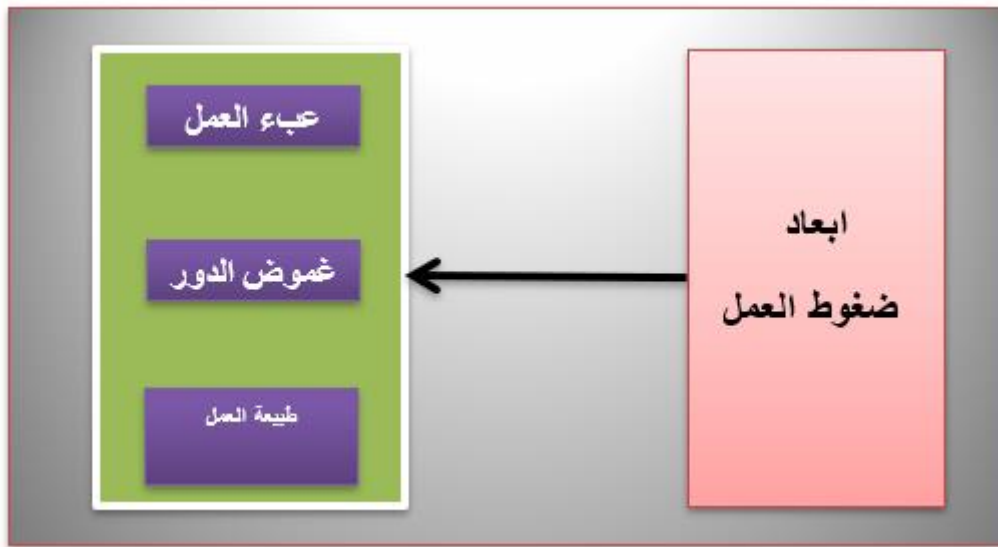 ابعاد
ضغوط العمل
عبء العمل
غموض الدور
طبيعة العمل